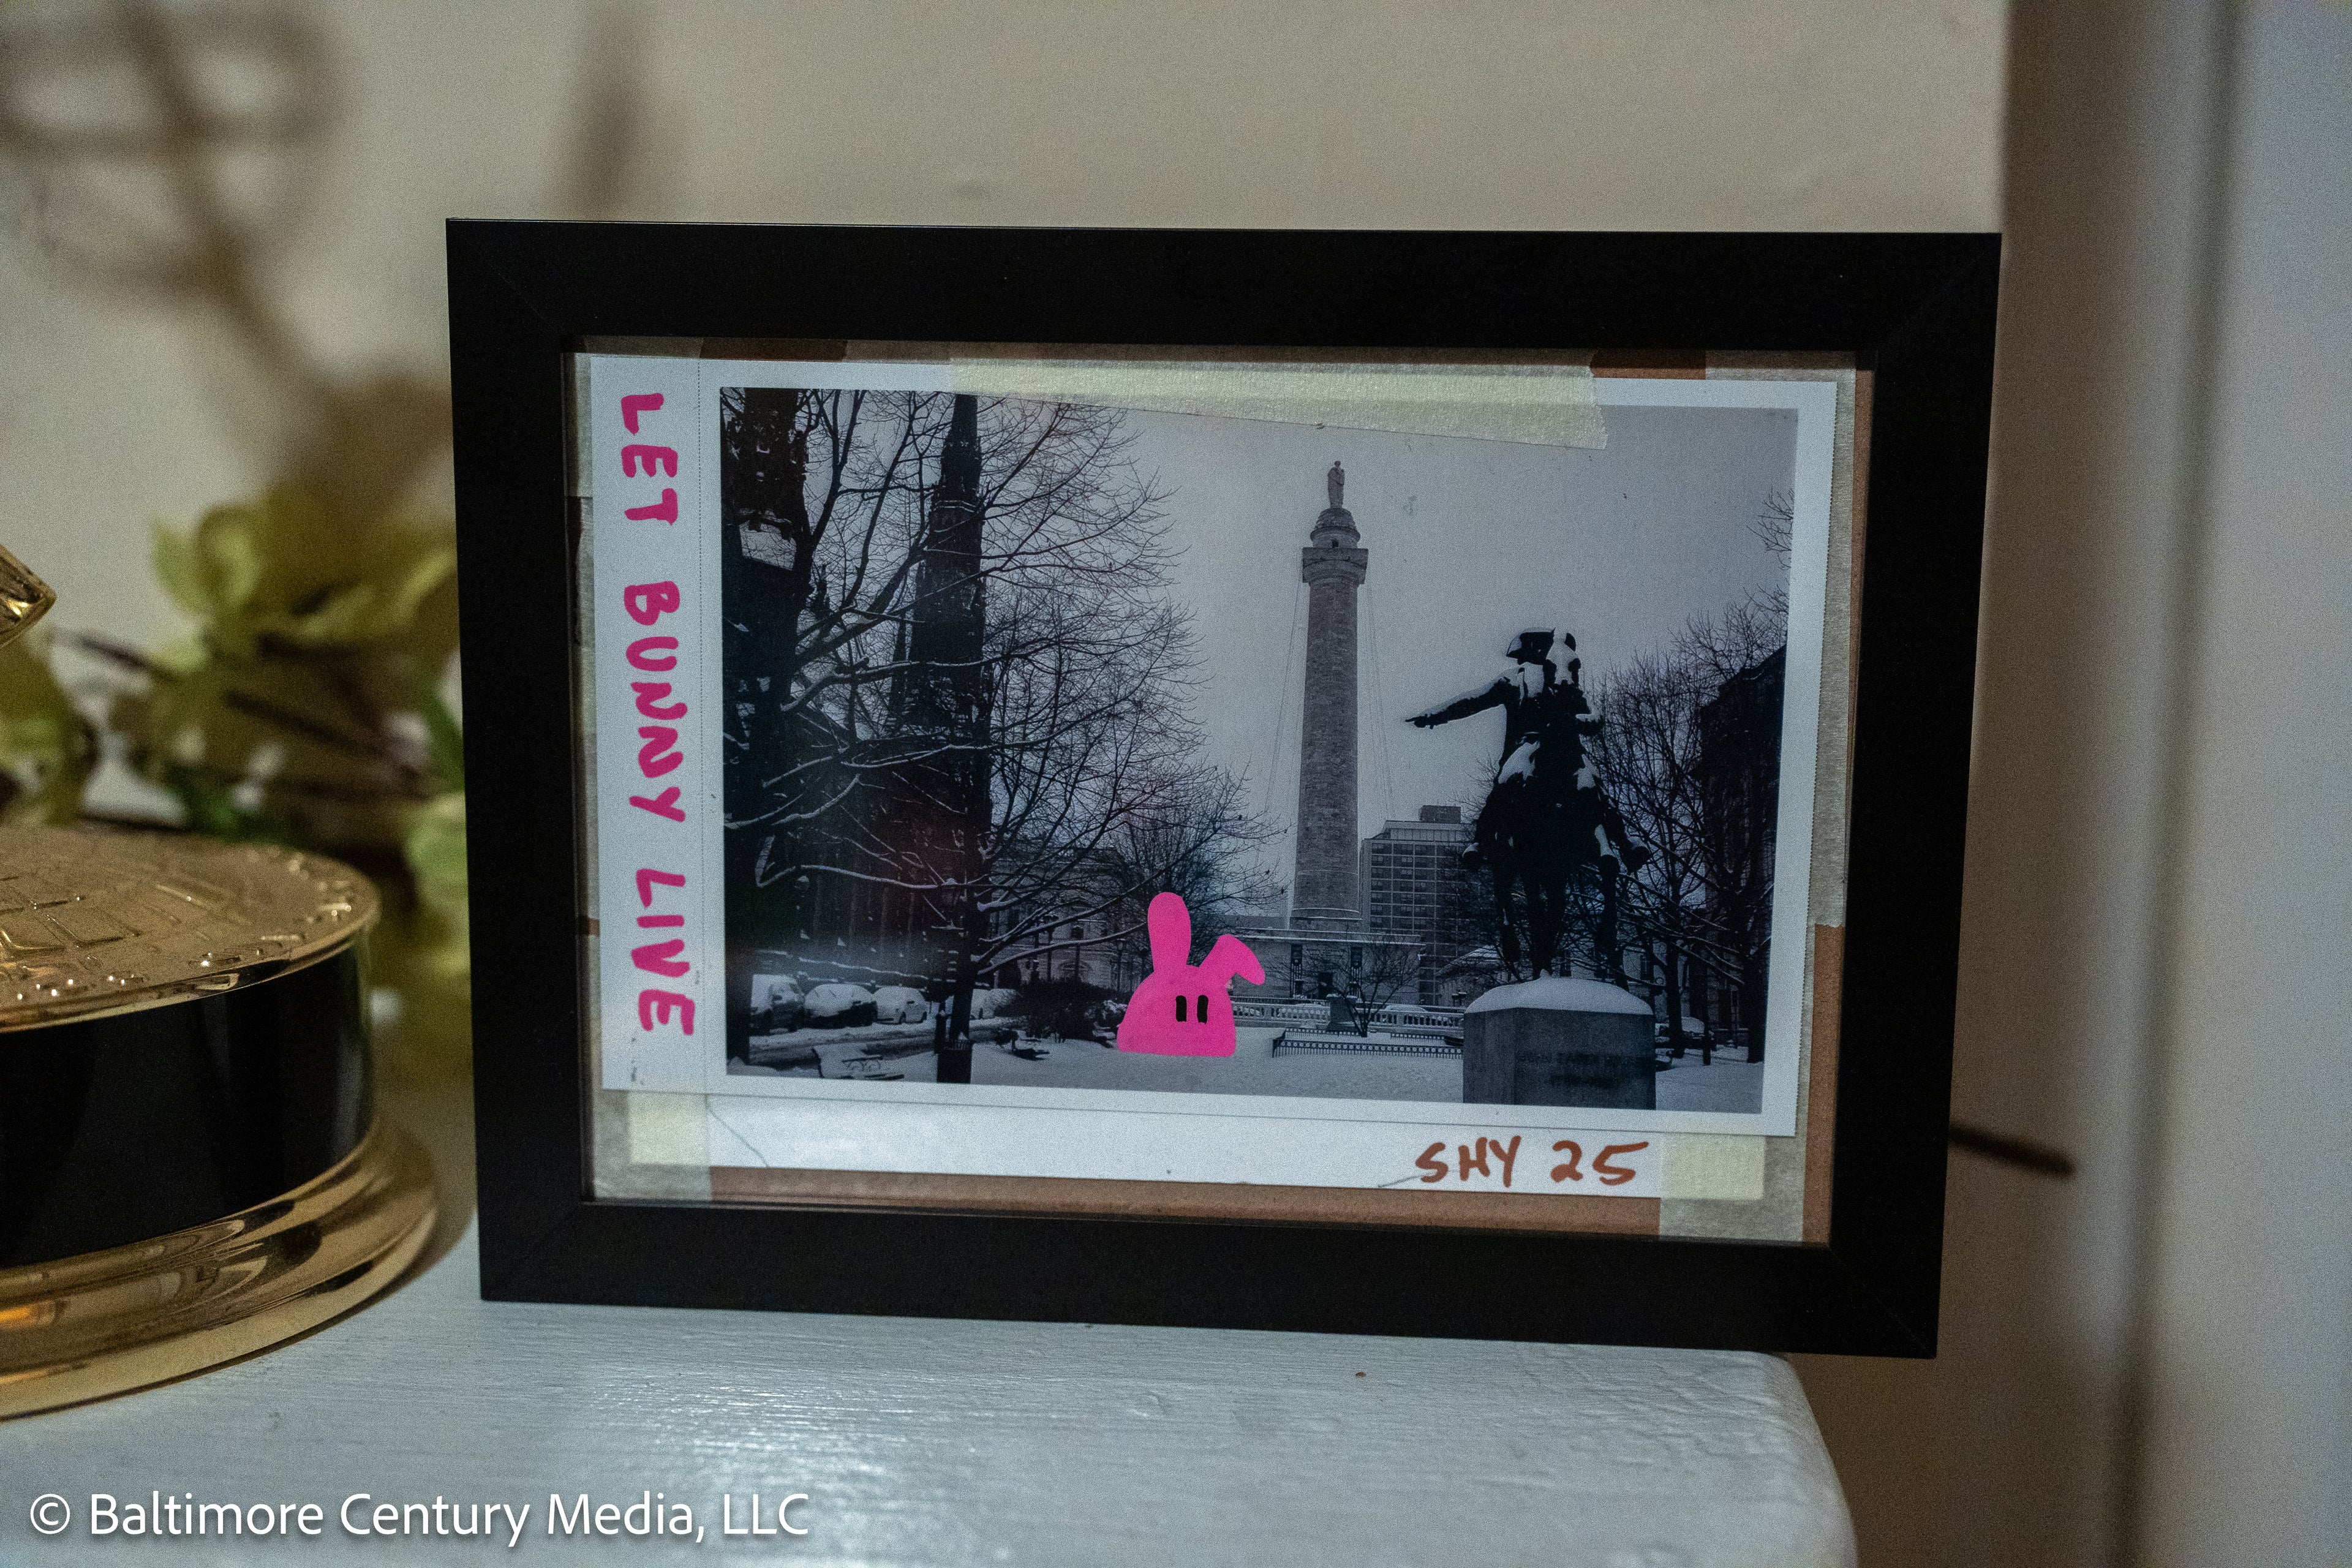 LET BUNNY LIVE
SHY 25
© Baltimore Century Media, LLC